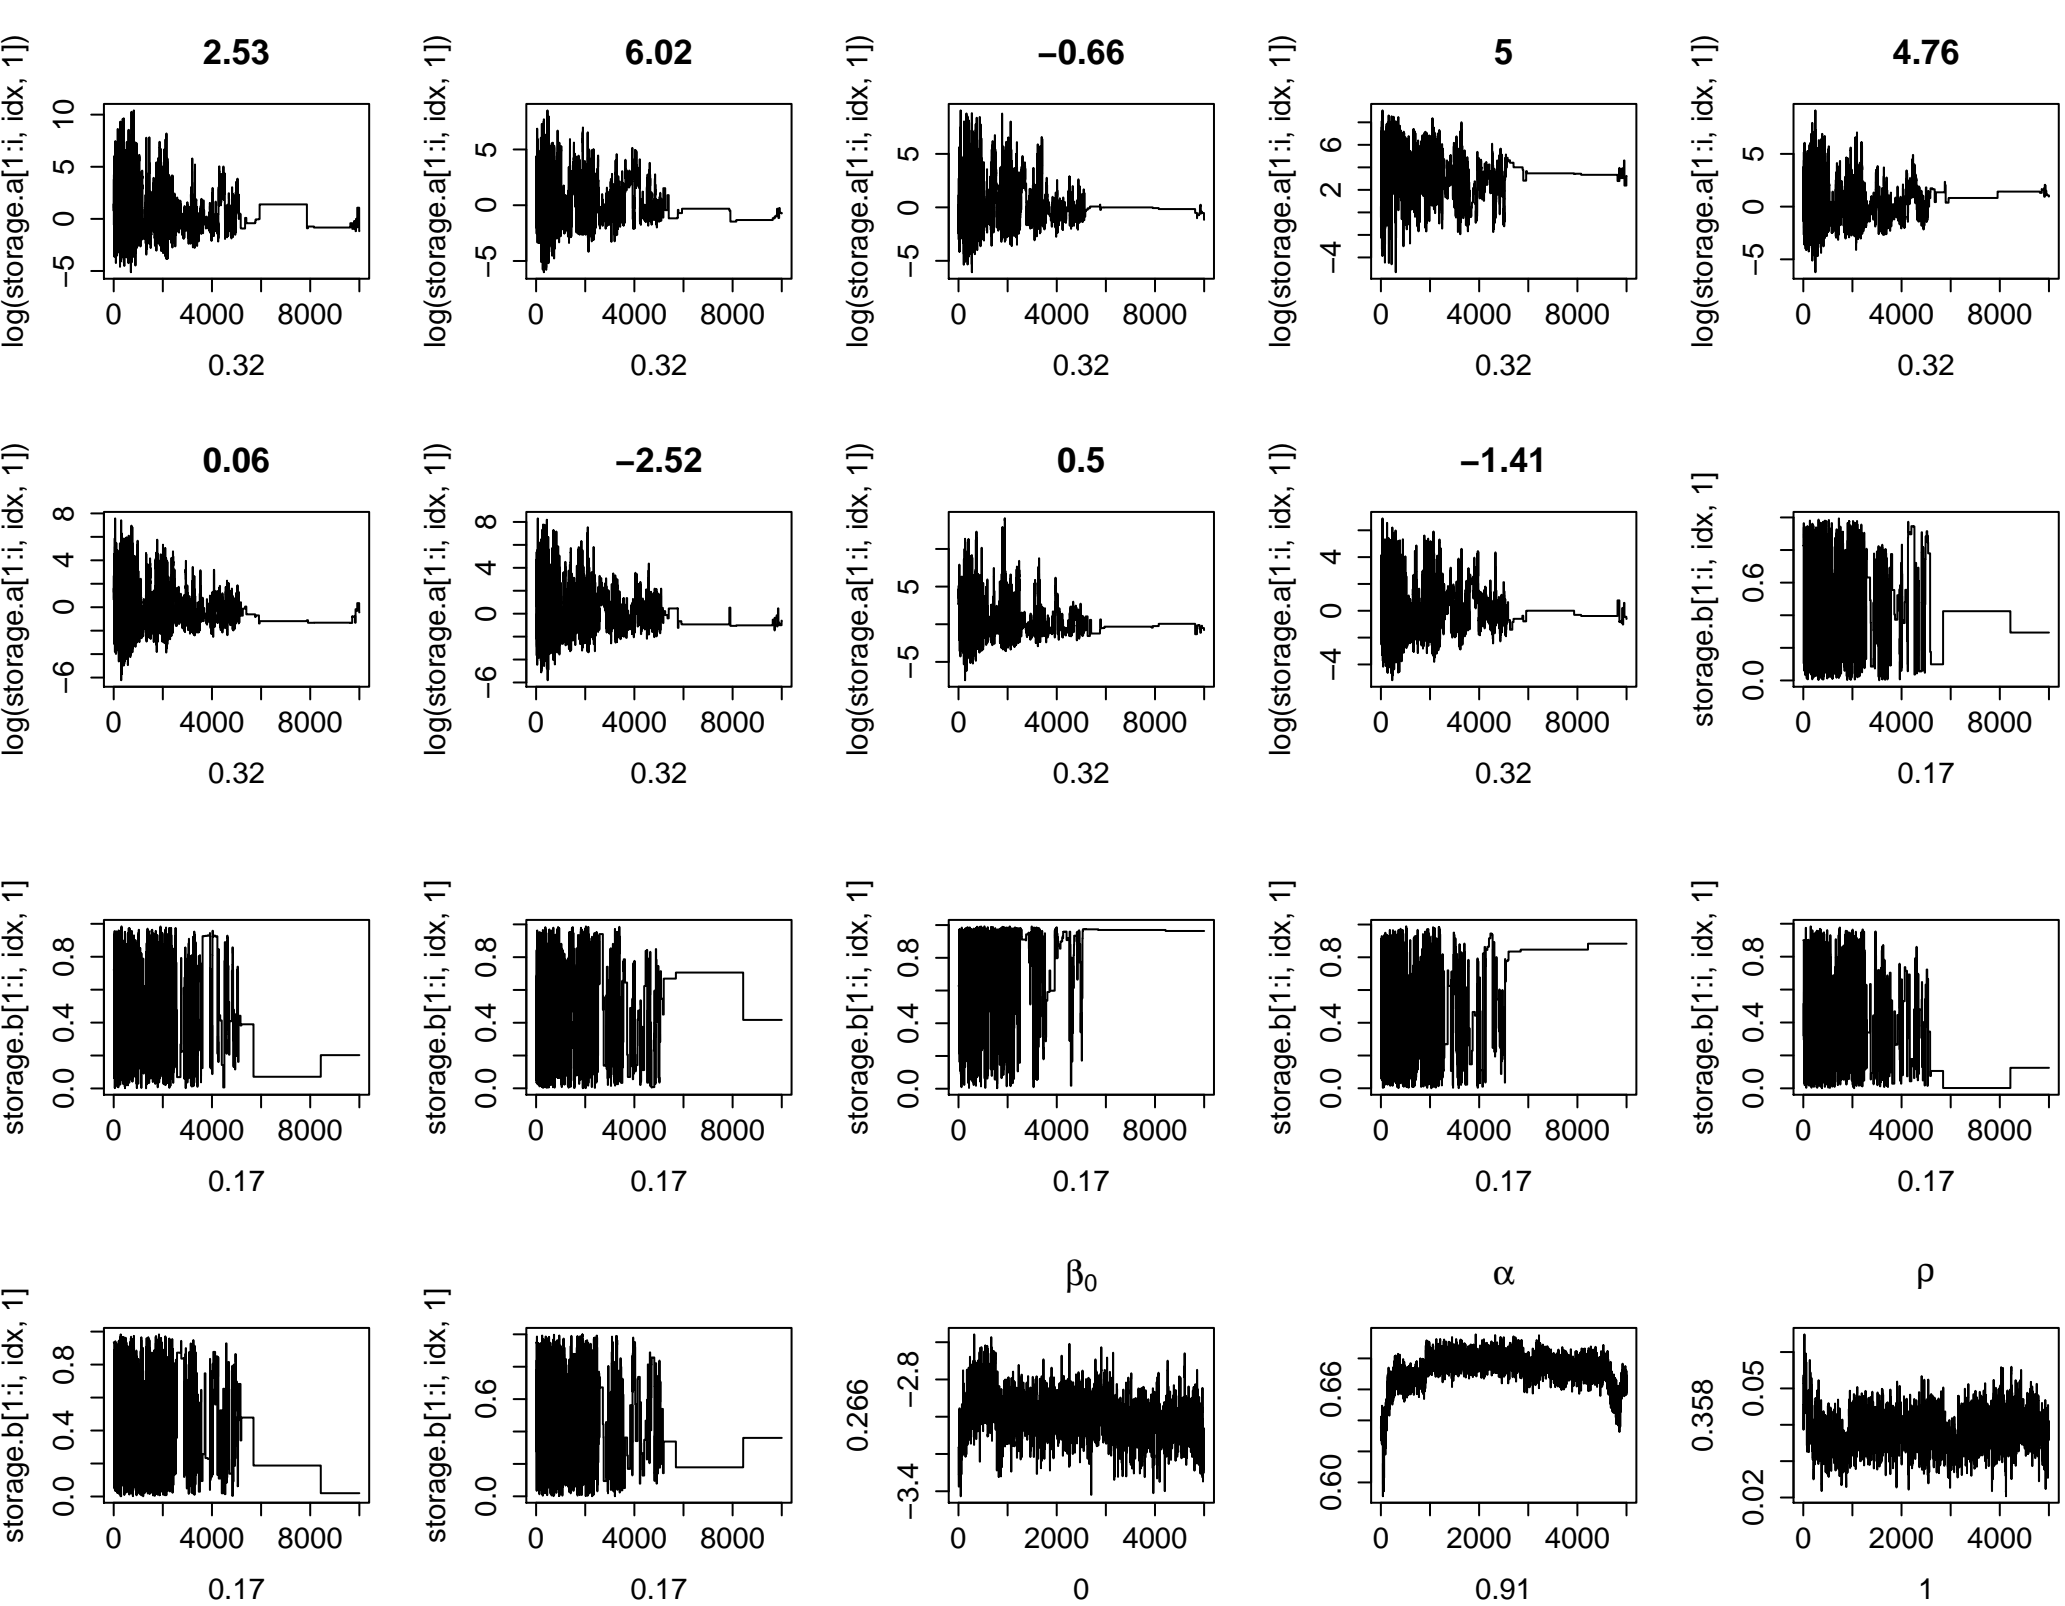 2.53 6.02 −0.66 5 4.76
log(storage.a[1:i, idx, 1]) log(storage.a[1:i, idx, 1]) log(storage.a[1:i, idx, 1]) log(storage.a[1:i, idx, 1]) log(storage.a[1:i, idx, 1])
−5 0 5 10
−5 0 5
−5 0 5
−4 2 6
−5 0 5
0 4000 8000 0 4000 8000 0 4000 8000 0 4000 8000 0 4000 8000
0.32 0.32 0.32 0.32 0.32
0.06 −2.52 0.5 −1.41
log(storage.a[1:i, idx, 1]) log(storage.a[1:i, idx, 1]) log(storage.a[1:i, idx, 1]) log(storage.a[1:i, idx, 1]) storage.b[1:i, idx, 1]
−6 0 4 8
−6 0 4 8
−5 5
−4 0 4
0.0 0.6
0 4000 8000 0 4000 8000 0 4000 8000 0 4000 8000 0 4000 8000
0.32 0.32 0.32 0.32 0.17
storage.b[1:i, idx, 1] storage.b[1:i, idx, 1] storage.b[1:i, idx, 1] storage.b[1:i, idx, 1] storage.b[1:i, idx, 1]
0.0 0.4 0.8
0.0 0.4 0.8
0.0 0.4 0.8
0.0 0.4 0.8
0.0 0.4 0.8
0 4000 8000 0 4000 8000 0 4000 8000 0 4000 8000 0 4000 8000
0.17 0.17 0.17 0.17 0.17
β0 α ρ
storage.b[1:i, idx, 1] storage.b[1:i, idx, 1] 0.266 0.358
0.0 0.4 0.8
0.0 0.6
−3.4 −2.8
0.60 0.66
0.02 0.05
0 4000 8000 0 4000 8000 0 2000 4000 0 2000 4000 0 2000 4000
0.17 0.17 0 0.91 1